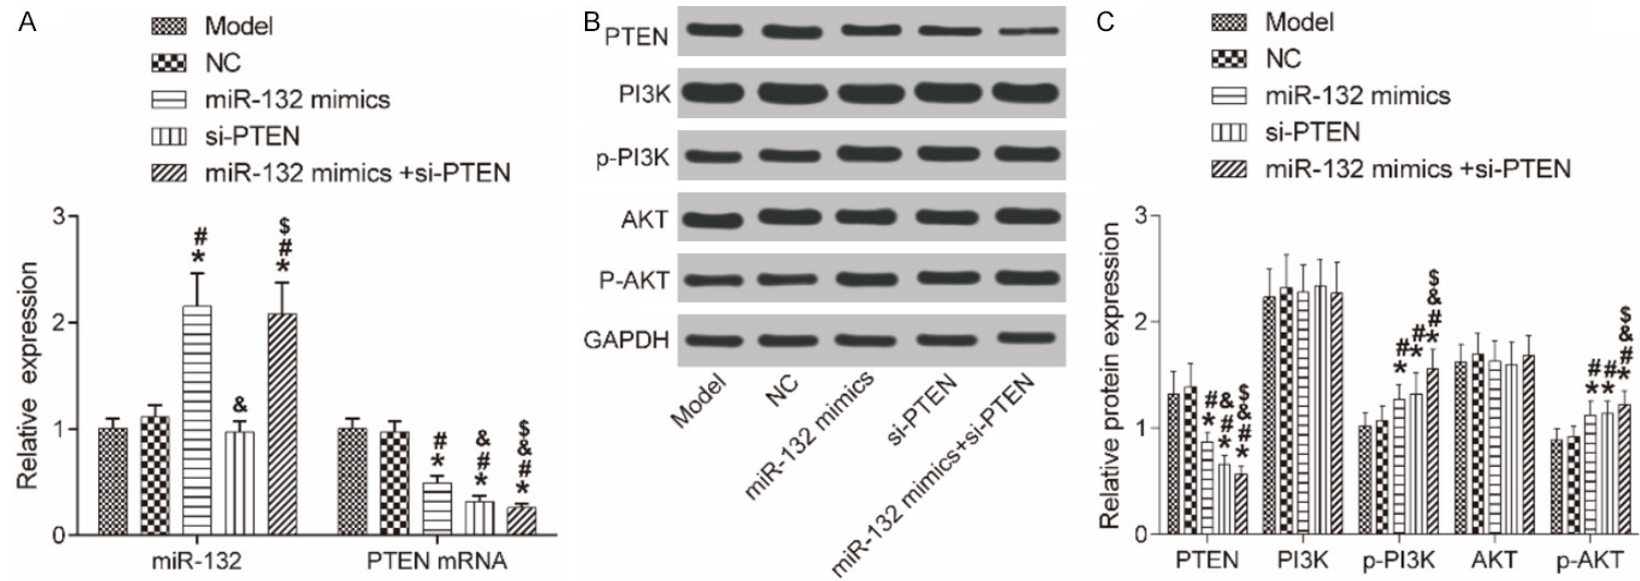 A
Model
NC
miR-132 mimics
si-PTEN
miR-132 mimics +si-PTEN
Relative expression
3
2
1
0
#
*
&
$
#
*
#
*
&
#
*
$
&
#
*
miR-132
PTEN mRNA
B
PTEN
PI3K
p-PI3K
AKT
P-AKT
GAPDH
Model
NC
miR-132 mimics
si-PTEN
miR-132 mimics+si-PTEN
C
Model
NC
miR-132 mimics
si-PTEN
miR-132 mimics +si-PTEN
Relative protein expression
3
2
1
0
#
*
&
#
*
$
&
#
*
#
*
#
*
$
&
#
*
#
*
#
*
$
&
#
*
PTEN
PI3K
p-PI3K
AKT
p-AKT